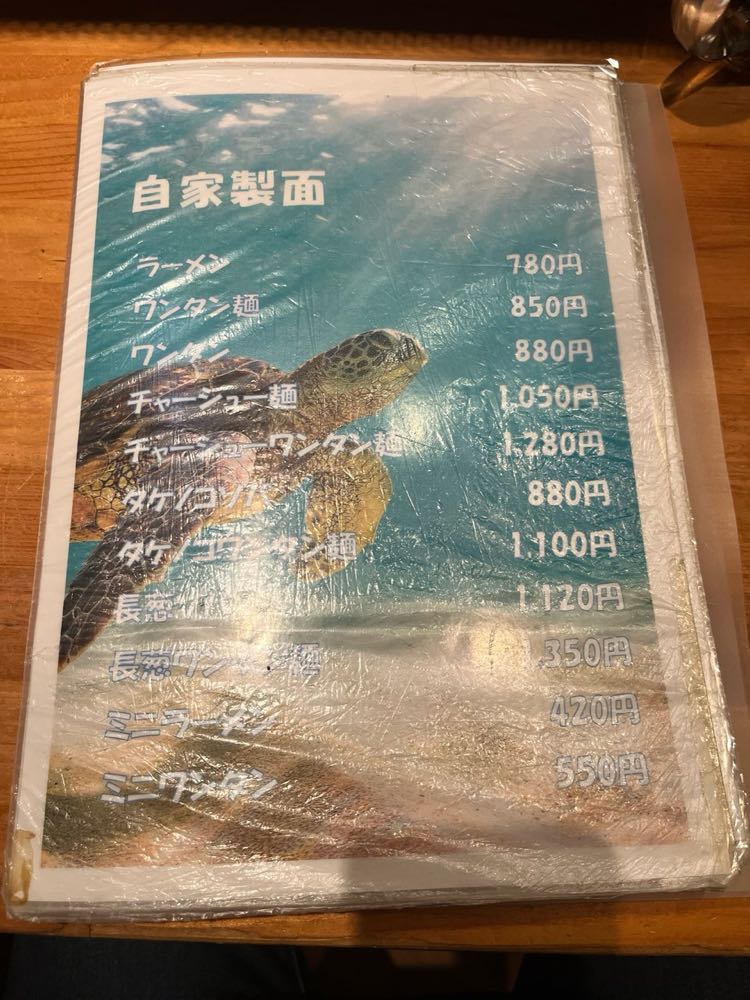 自家製面
ラーメン 780円
ワンタン麺 850円
ワンタン 880円
チャーシュー麺 1.050円
チャーシューワンタン麺 1.280円
タケノコソバ 880円
タケノコワンタン麺 1.100円
長葱 1.120円
長葱ワンタン麺 350円
ミニラーメン 420円
ミニワンタン 550円